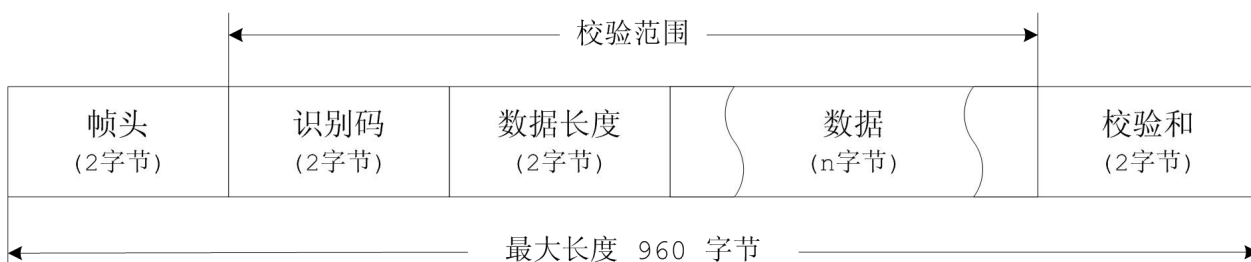 校验范围
帧头 识别码 数据长度 数据 校验和
(2字节) (2字节) (2字节) (n字节) (2字节)
最大长度 960 字节